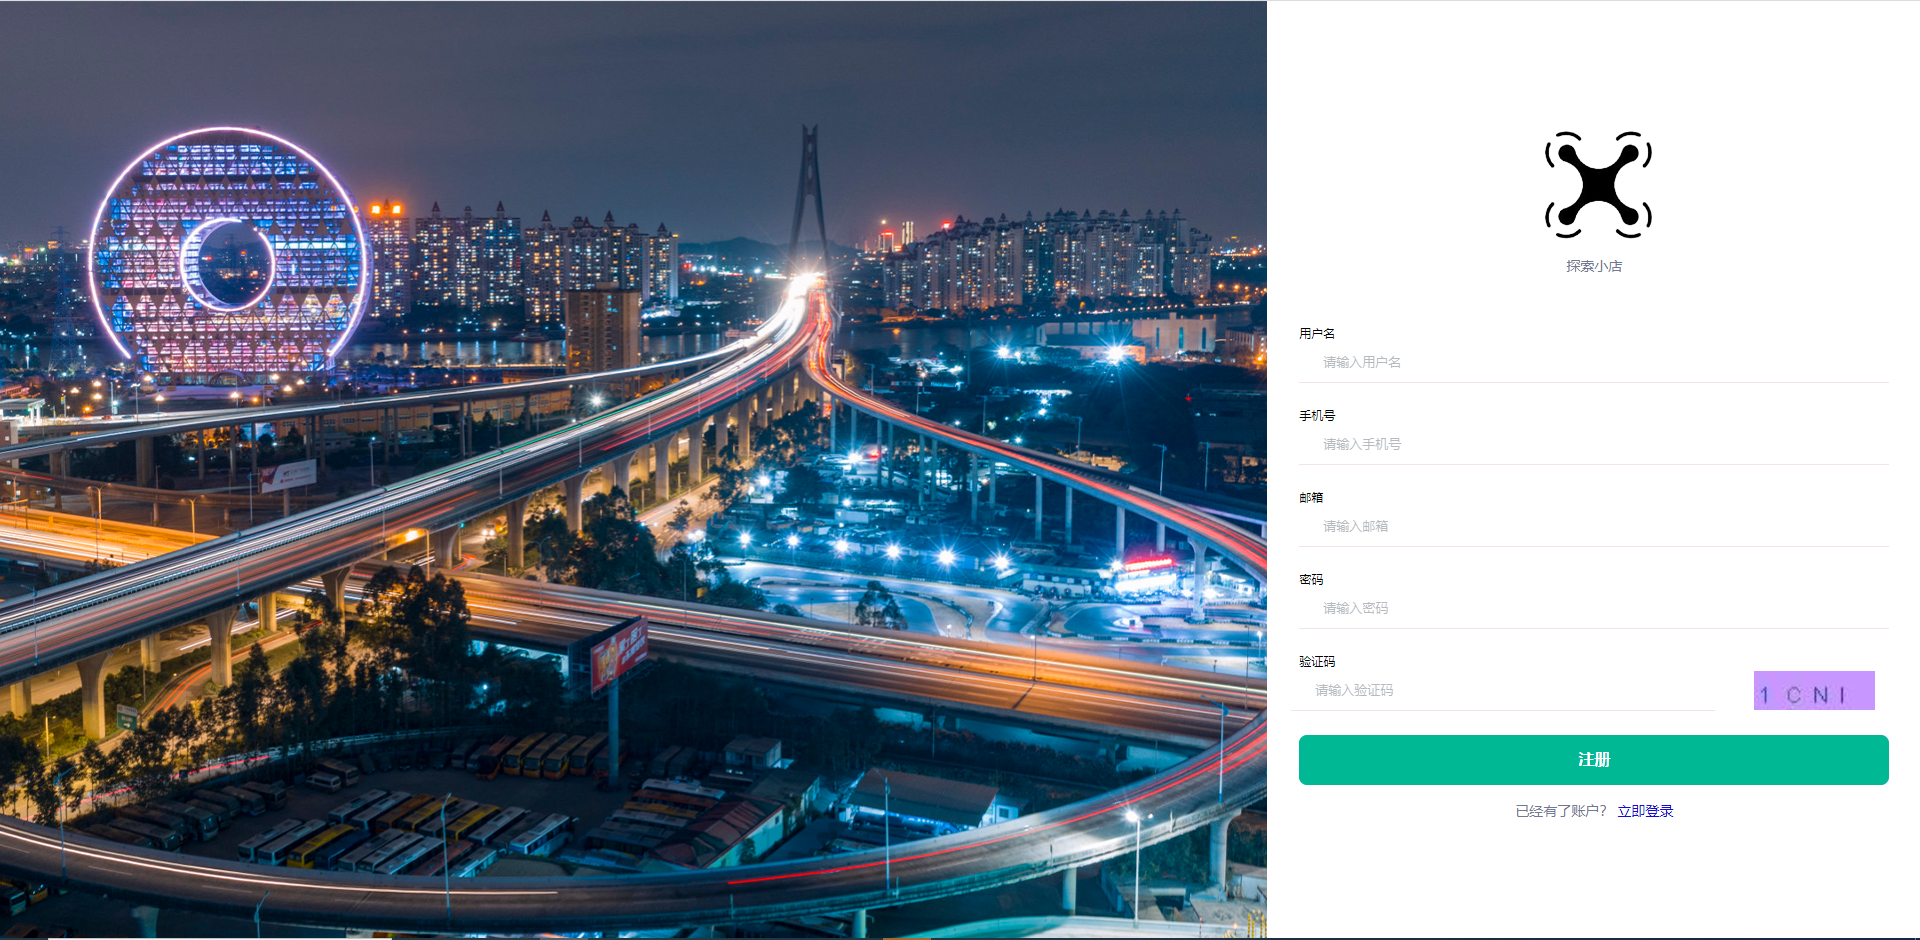 探索小店
用户名
请输入用户名
手机号
请输入手机号
邮箱
请输入邮箱
密码
请输入密码
验证码
请输入验证码
1 C N I
注册
已经有了账户? 立即登录